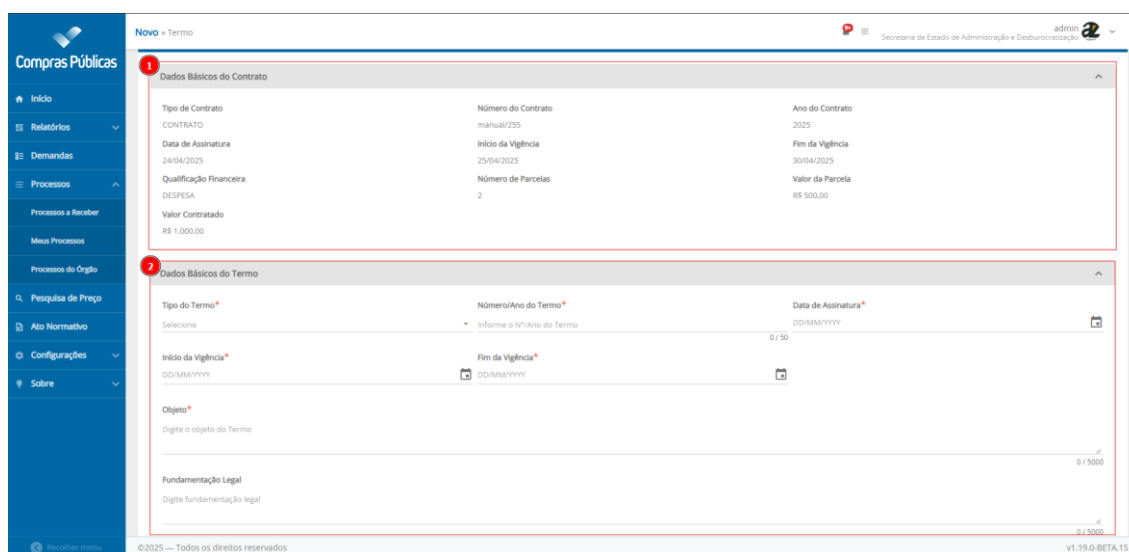 Compras Públicas
Início
Relatórios
Demandas
Processos
Processos a Receber
Meus Processos
Processos do Órgão
Pesquisa de Preço
Ato Normativo
Configurações
Sobre
Recolher menu
Novo » Termo
admin
Secretaria de Estado de Administração e Desburocratização
1
Dados Básicos do Contrato
Tipo de Contrato Número do Contrato Ano do Contrato
CONTRATO manual/255 2025
Data de Assinatura Início da Vigência Fim da Vigência
24/04/2025 25/04/2025 30/04/2025
Qualificação Financeira Número de Parcelas Valor da Parcela
DESPESA 2 R$ 500,00
Valor Contratado
R$ 1.000,00
2
Dados Básicos do Termo
Tipo do Termo* Número/Ano do Termo* Data de Assinatura*
Selecione Informe o Nº/Ano do Termo DD/MM/YYYY
0 / 50
Início da Vigência* Fim da Vigência*
DD/MM/YYYY DD/MM/YYYY
Objeto*
Digite o objeto do Termo
0 / 5000
Fundamentação Legal
Digite fundamentação legal
0 / 5000
©2025 — Todos os direitos reservados v1.19.0-BETA.15